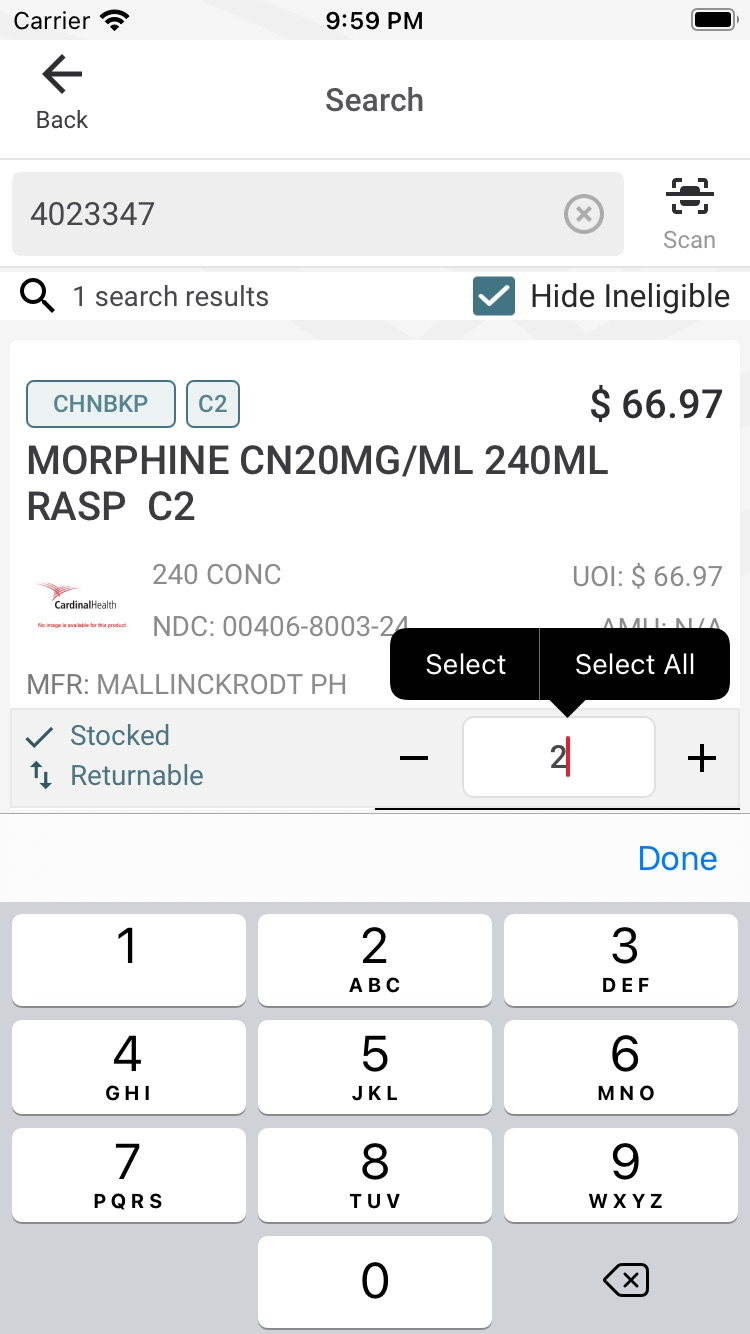 Carrier 9:59 PM
Back
Search
4023347
Scan
1 search results
Hide Ineligible
CHNBKP C2 $ 66.97
MORPHINE CN20MG/ML 240ML
RASP C2
CardinalHealth
No image is available for this product
240 CONC
UOI: $ 66.97
NDC: 00406-8003-24
AMU: N/A
MFR: MALLINCKRODT PH
Select Select All
Stocked
Returnable
2
Done
1 2 3
ABC DEF
4 5 6
GHI JKL MNO
7 8 9
PQRS TUV WXYZ
0